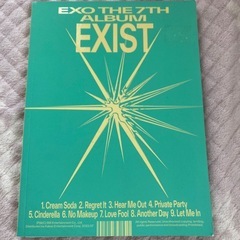 EXO THE 7TH
ALBUM
EXIST
1. Cream Soda 2. Regret It 3. Hear Me Out 4. Private Party
5. Cinderella 6. No Makeup 7. Love Fool 8. Another Day 9. Let Me In